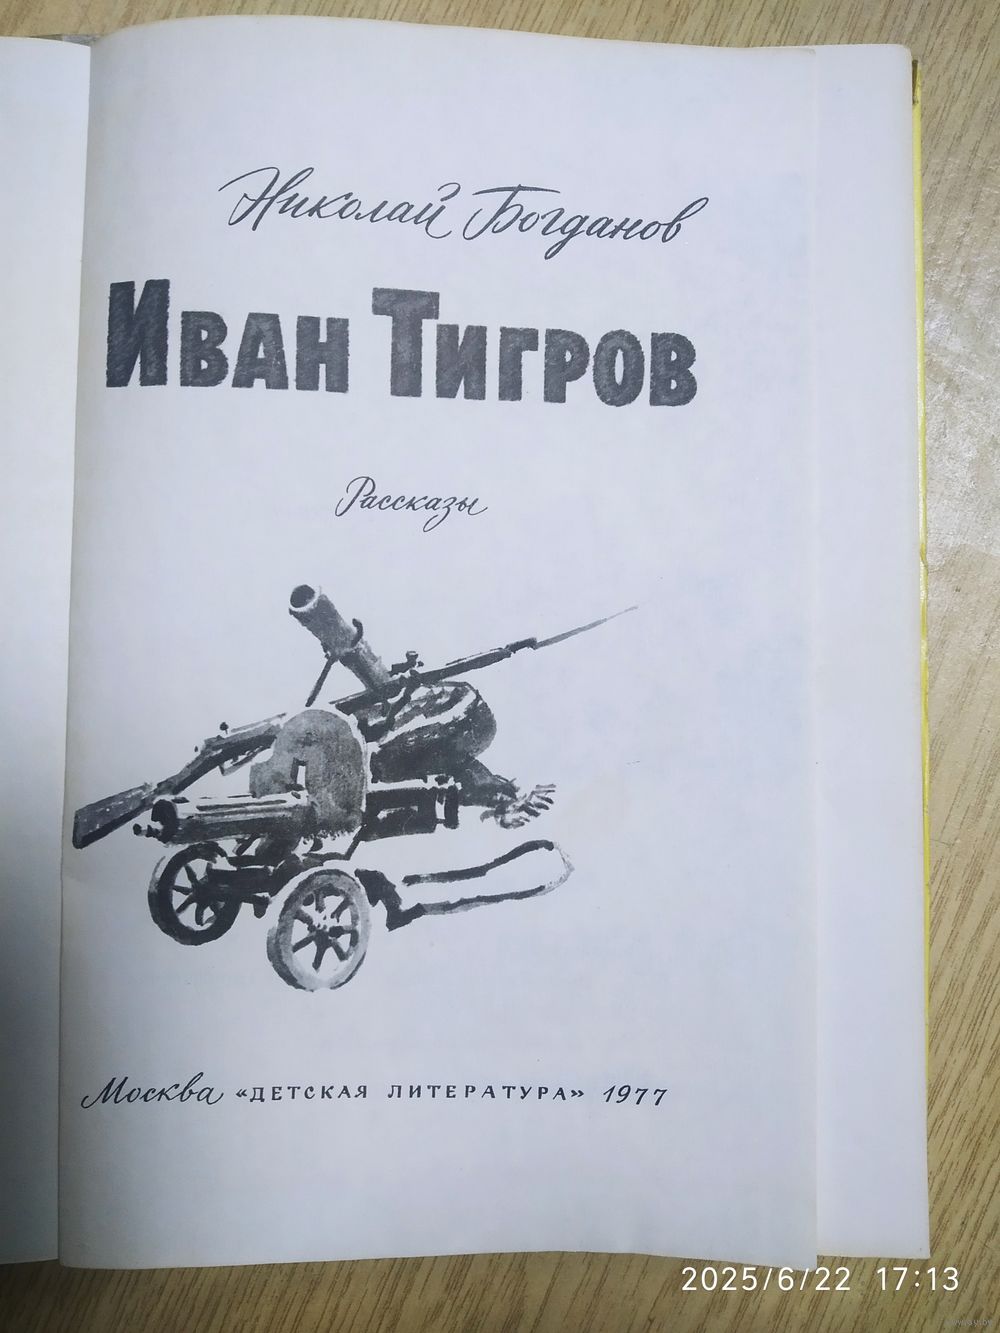 Николай Богданов
Иван Тигров
Рассказы
Москва «ДЕТСКАЯ ЛИТЕРАТУРА» 1977
2025/6/22 17:13